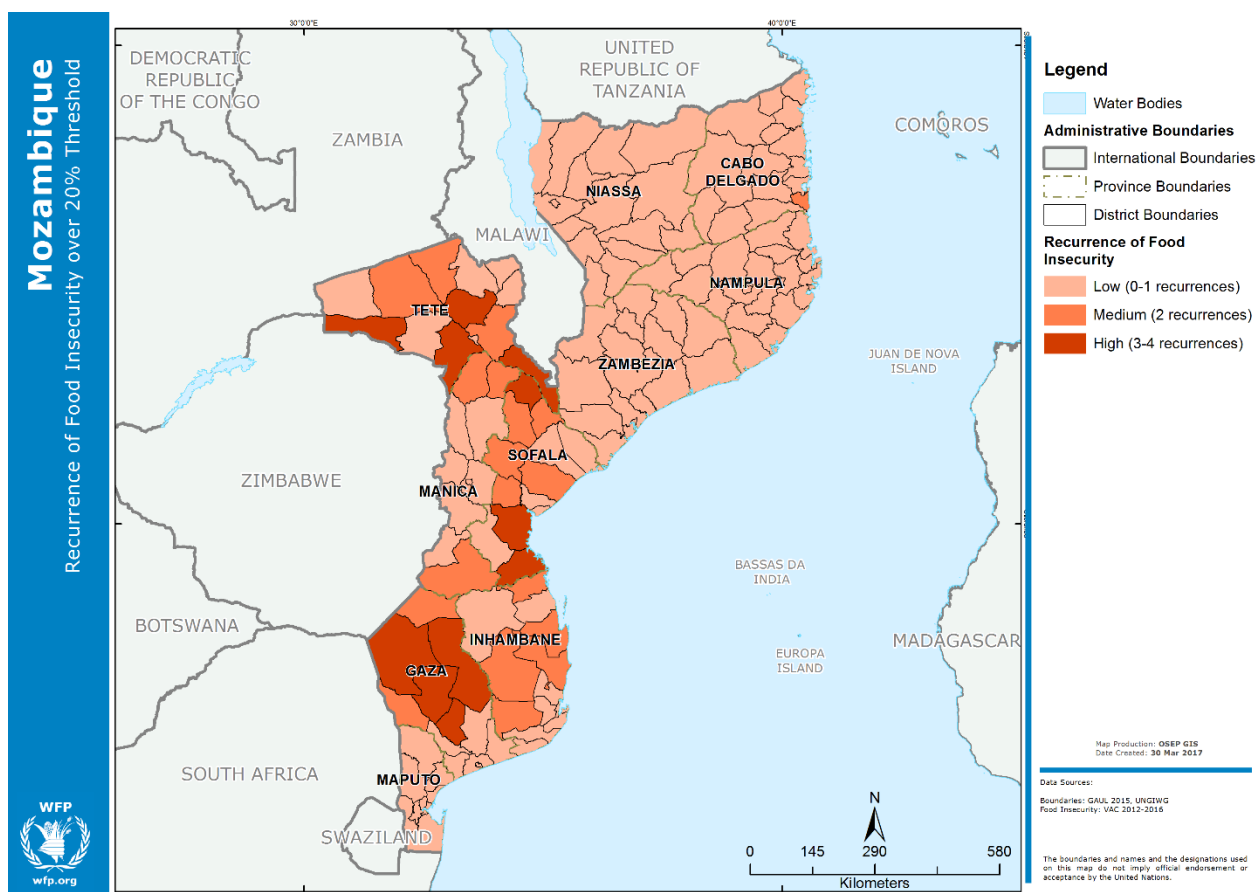 Mozambique
Recurrence of Food Insecurity over 20% Threshold
WFP
wfp.org
30°0'0"E
40°0'0"E
DEMOCRATIC
REPUBLIC
OF THE CONGO
UNITED
REPUBLIC OF
TANZANIA
ZAMBIA
COMOROS
CABO
DELGADO
NIASSA
MALAWI
NAMPULA
TETE
JUAN DE NOVA
ISLAND
ZAMBEZIA
SOFALA
ZIMBABWE
MANICA
BASSAS DA
INDIA
BOTSWANA
INHAMBANE
MADAGASCAR
EUROPA
ISLAND
GAZA
SOUTH AFRICA
MAPUTO
SWAZILAND
N
0 145 290 580
Kilometers
Legend
Water Bodies
Administrative Boundaries
International Boundaries
Province Boundaries
District Boundaries
Recurrence of Food
Insecurity
Low (0-1 recurrences)
Medium (2 recurrences)
High (3-4 recurrences)
Map Production: OSEP GIS
Date Created: 30 Mar 2017
Data Sources:
Boundaries: GAUL 2015, UNGIWG
Food Insecurity: VAC 2012-2016
The boundaries and names and the designations used
on this map do not imply official endorsement or
acceptance by the United Nations.